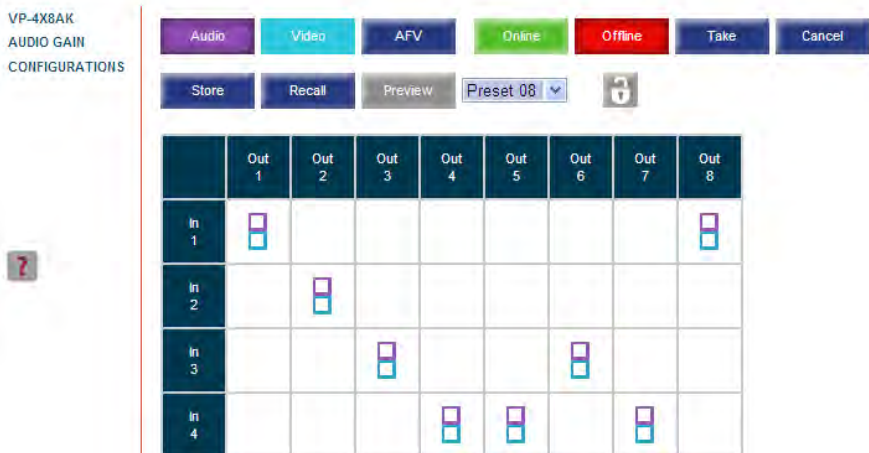 VP-4X8AK
AUDIO GAIN
CONFIGURATIONS
Audio Video AFV Online Offline Take Cancel
Store Recall Preview Preset 08
Out 1 Out 2 Out 3 Out 4 Out 5 Out 6 Out 7 Out 8
In 1
In 2
In 3
In 4
?